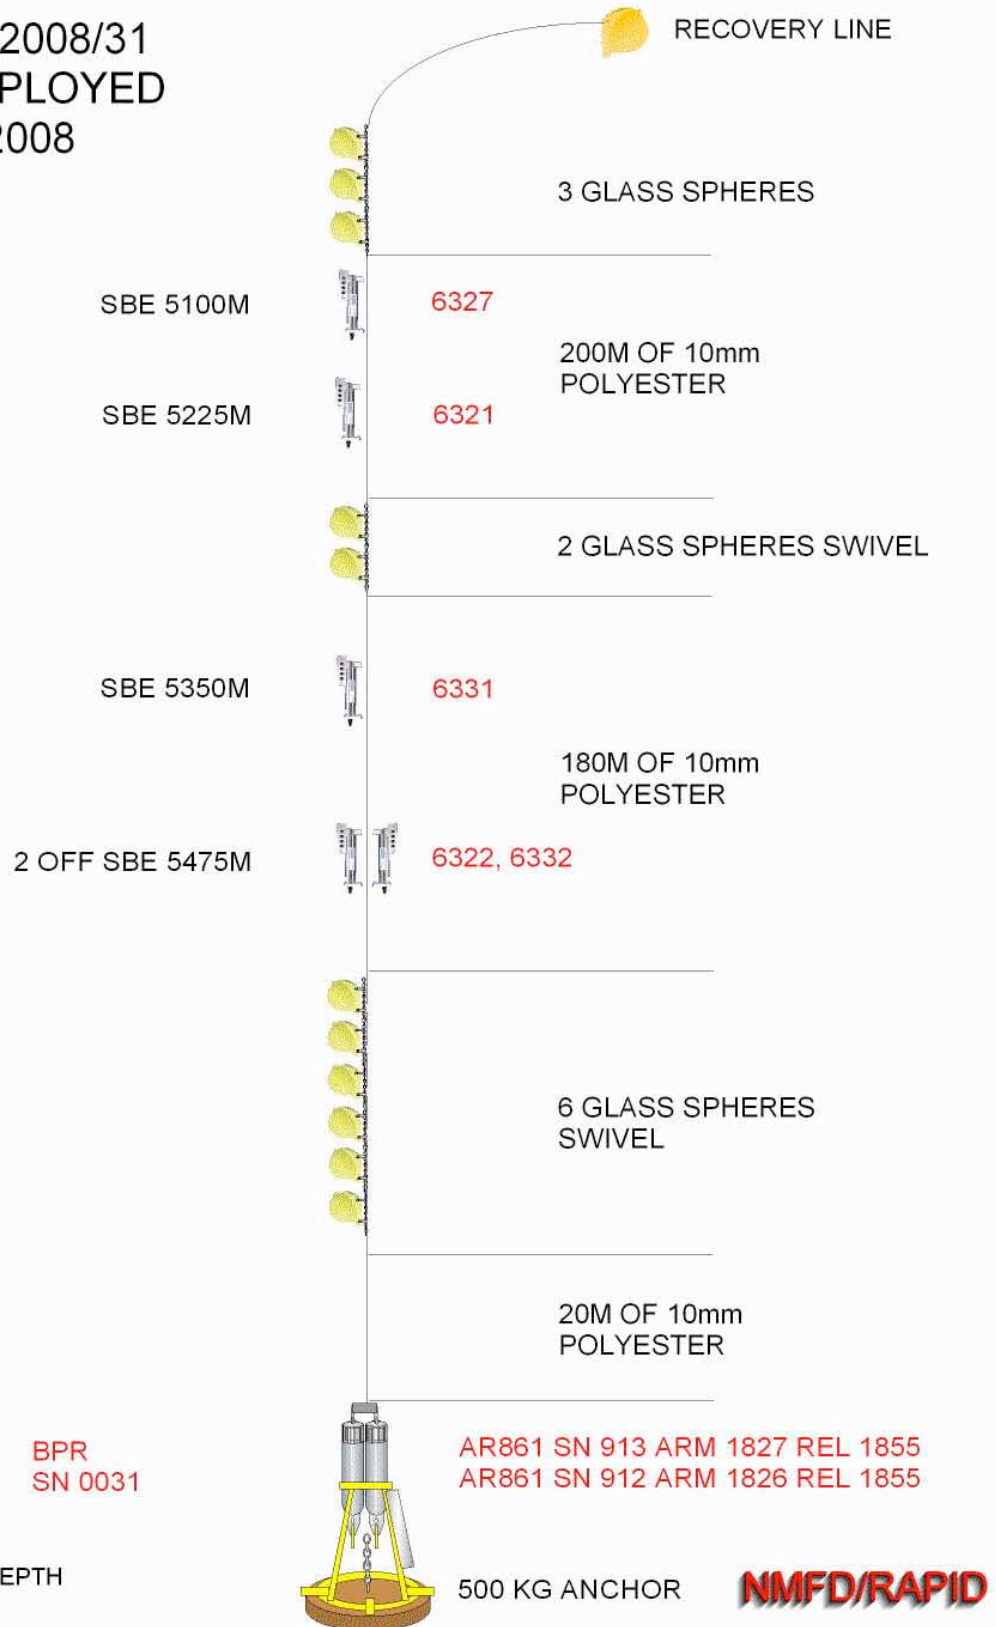 2008/31
PLOYED
2008
RECOVERY LINE
3 GLASS SPHERES
SBE 5100M
6327
200M OF 10mm
POLYESTER
SBE 5225M
6321
2 GLASS SPHERES SWIVEL
SBE 5350M
6331
180M OF 10mm
POLYESTER
2 OFF SBE 5475M
6322, 6332
6 GLASS SPHERES
SWIVEL
20M OF 10mm
POLYESTER
BPR
SN 0031
AR861 SN 913 ARM 1827 REL 1855
AR861 SN 912 ARM 1826 REL 1855
EPTH
500 KG ANCHOR
NMFD/RAPID